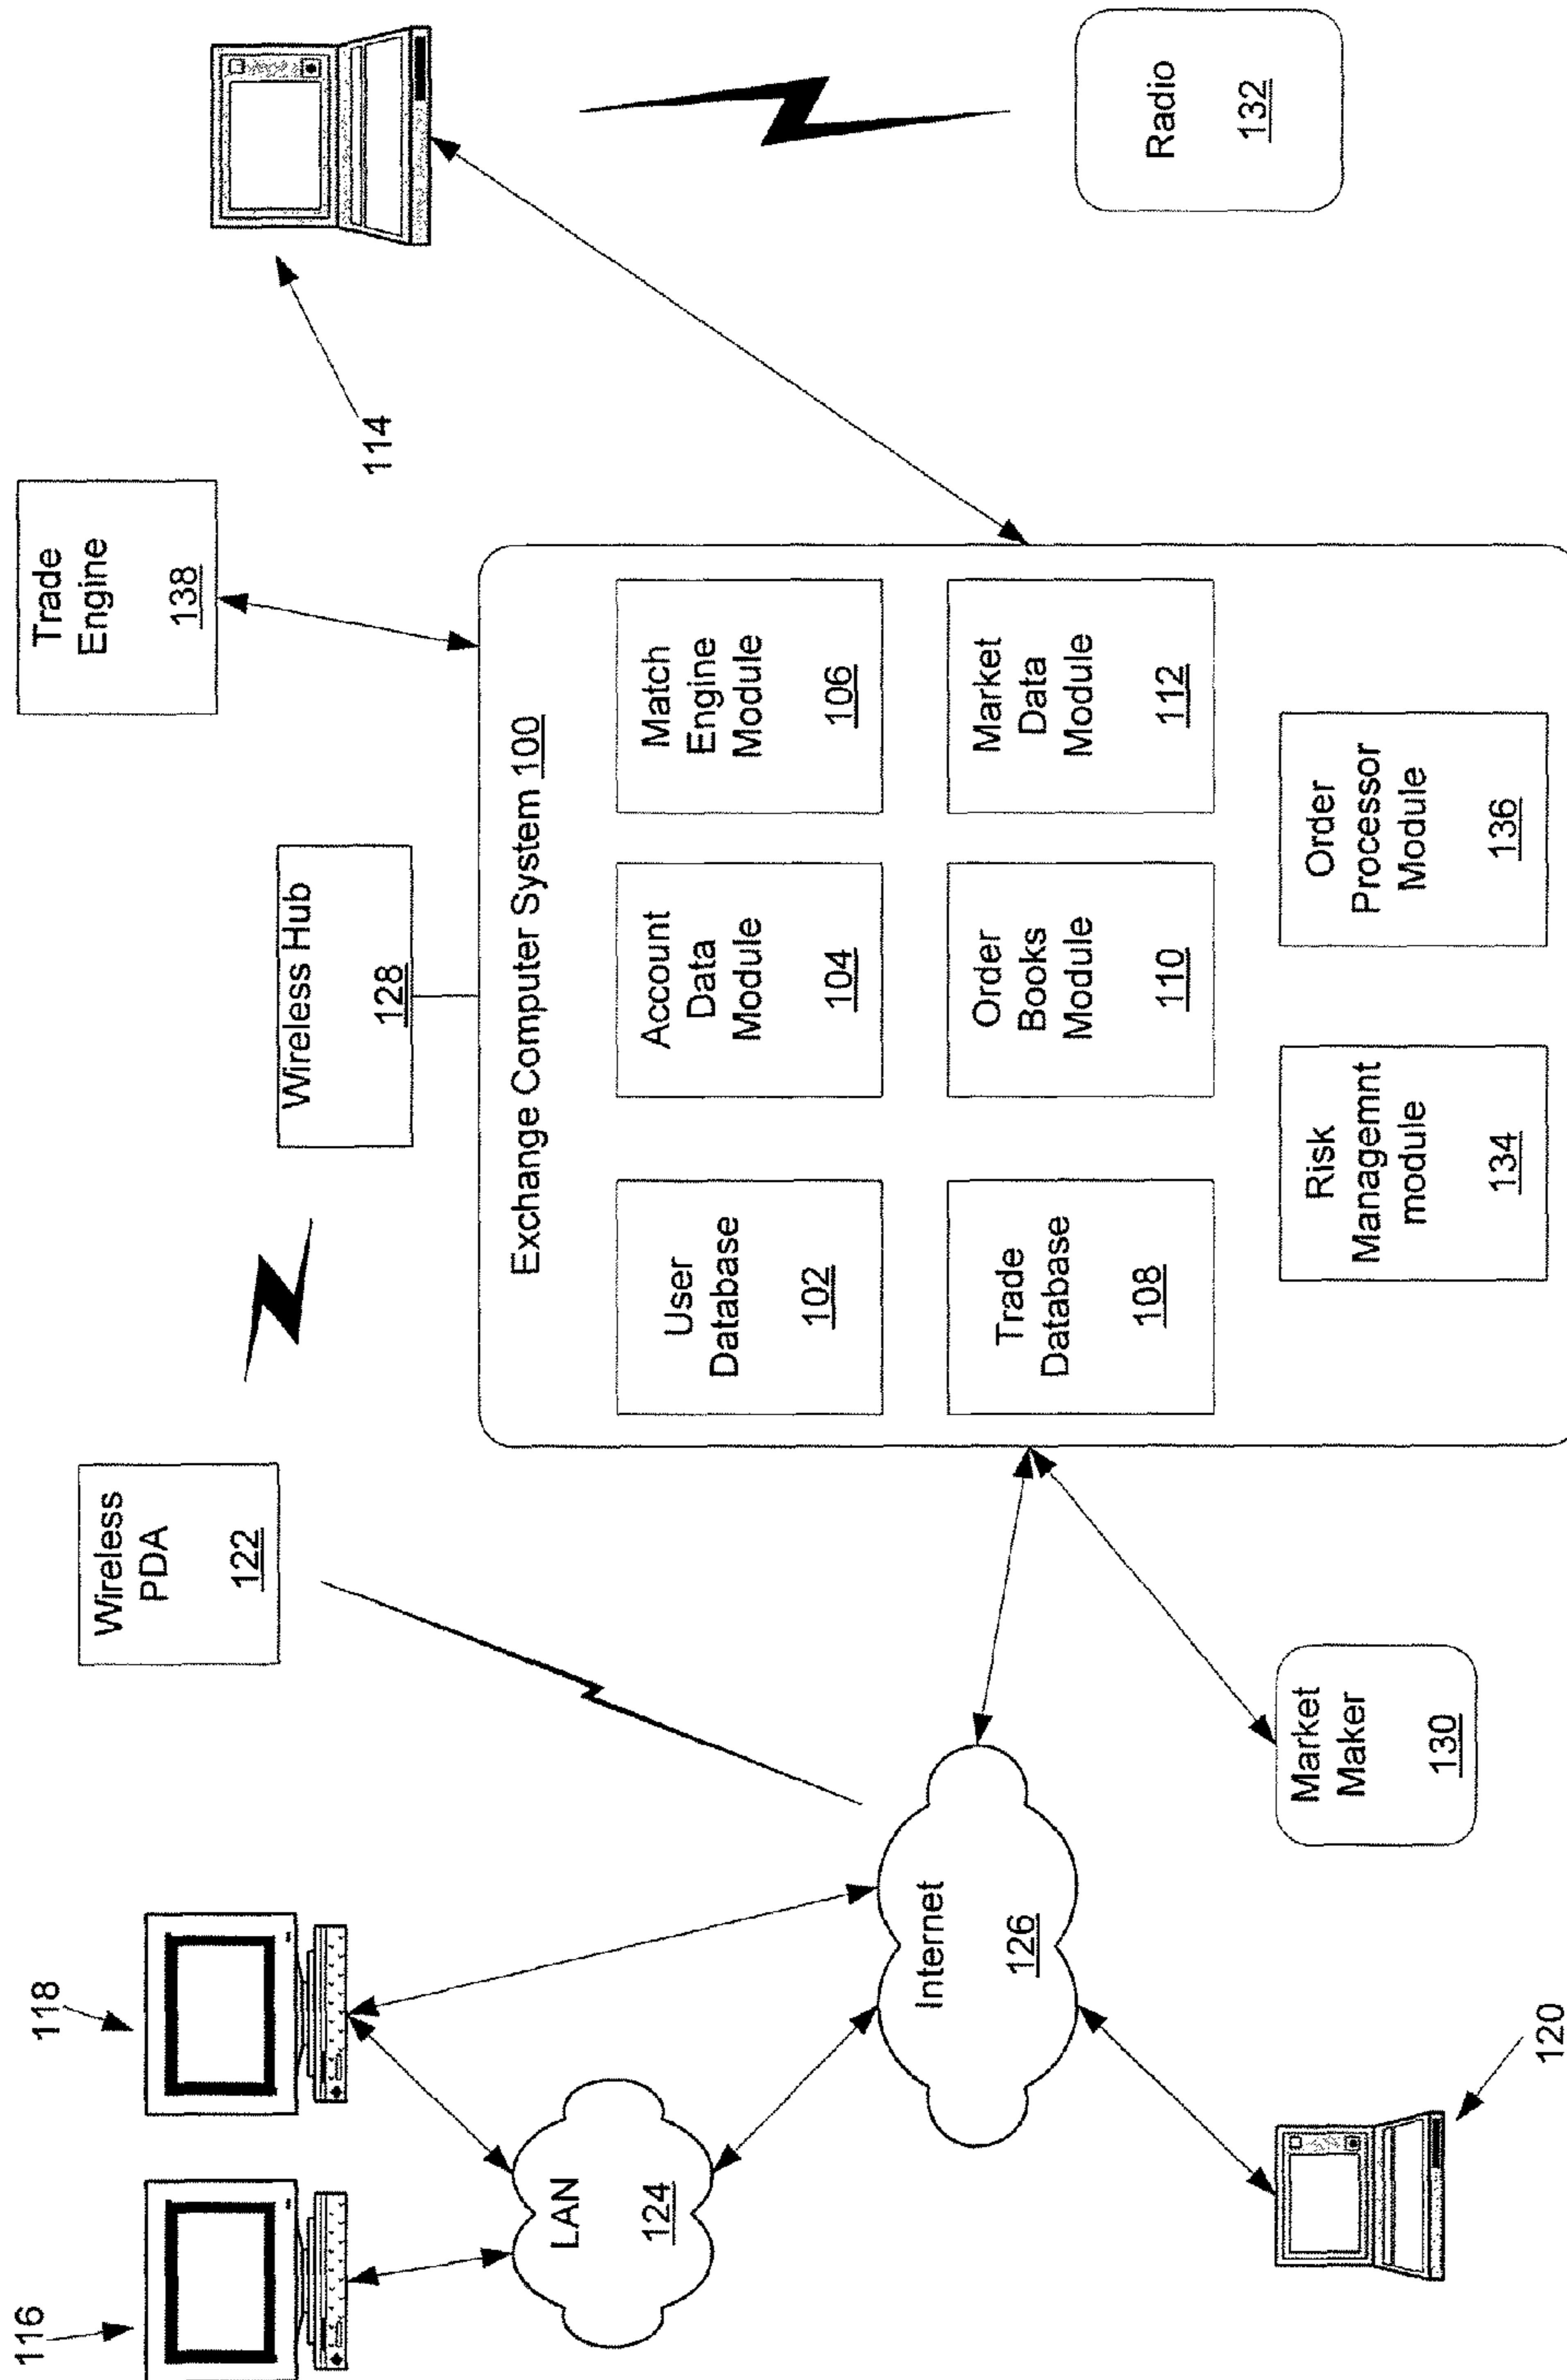 116
118
Wireless
PDA
122
Wireless Hub
128
Trade
Engine
138
114
LAN
124
Internet
126
Exchange Computer System 100
User
Database
102
Account
Data
Module
104
Match
Engine
Module
106
Trade
Database
108
Order
Books
Module
110
Market
Data
Module
112
Risk
Managemnt
module
134
Order
Processor
Module
136
120
Market
Maker
130
Radio
132